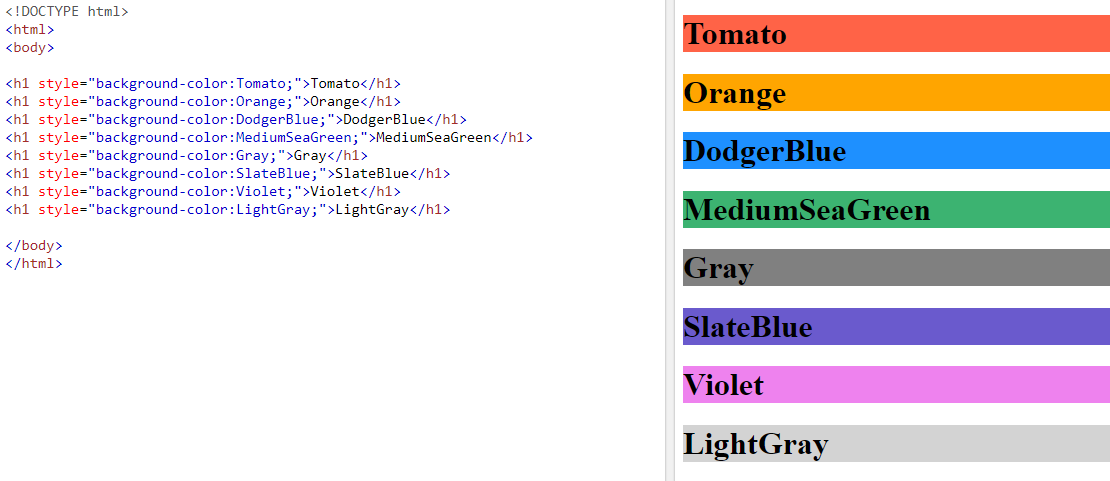 <!DOCTYPE html>
<html>
<body>
<h1 style="background-color:Tomato;">Tomato</h1>
<h1 style="background-color:Orange;">Orange</h1>
<h1 style="background-color:DodgerBlue;">DodgerBlue</h1>
<h1 style="background-color:MediumSeaGreen;">MediumSeaGreen</h1>
<h1 style="background-color:Gray;">Gray</h1>
<h1 style="background-color:SlateBlue;">SlateBlue</h1>
<h1 style="background-color:Violet;">Violet</h1>
<h1 style="background-color:LightGray;">LightGray</h1>
</body>
</html>
Tomato
Orange
DodgerBlue
MediumSeaGreen
Gray
SlateBlue
Violet
LightGray